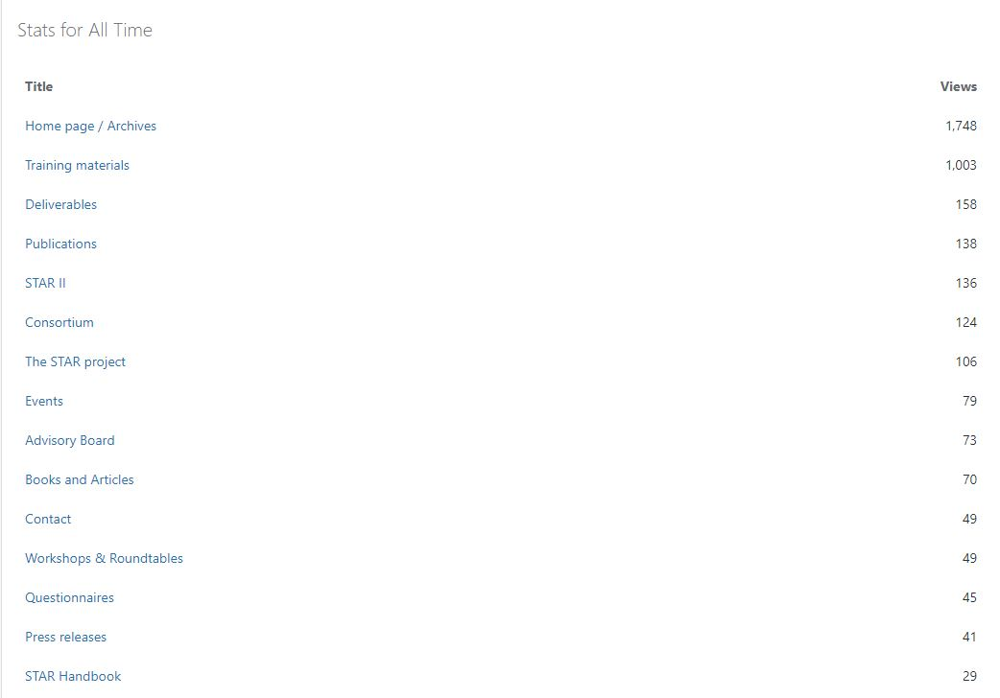 Stats for All Time
Title Views
Home page / Archives 1,748
Training materials 1,003
Deliverables 158
Publications 138
STAR II 136
Consortium 124
The STAR project 106
Events 79
Advisory Board 73
Books and Articles 70
Contact 49
Workshops & Roundtables 49
Questionnaires 45
Press releases 41
STAR Handbook 29